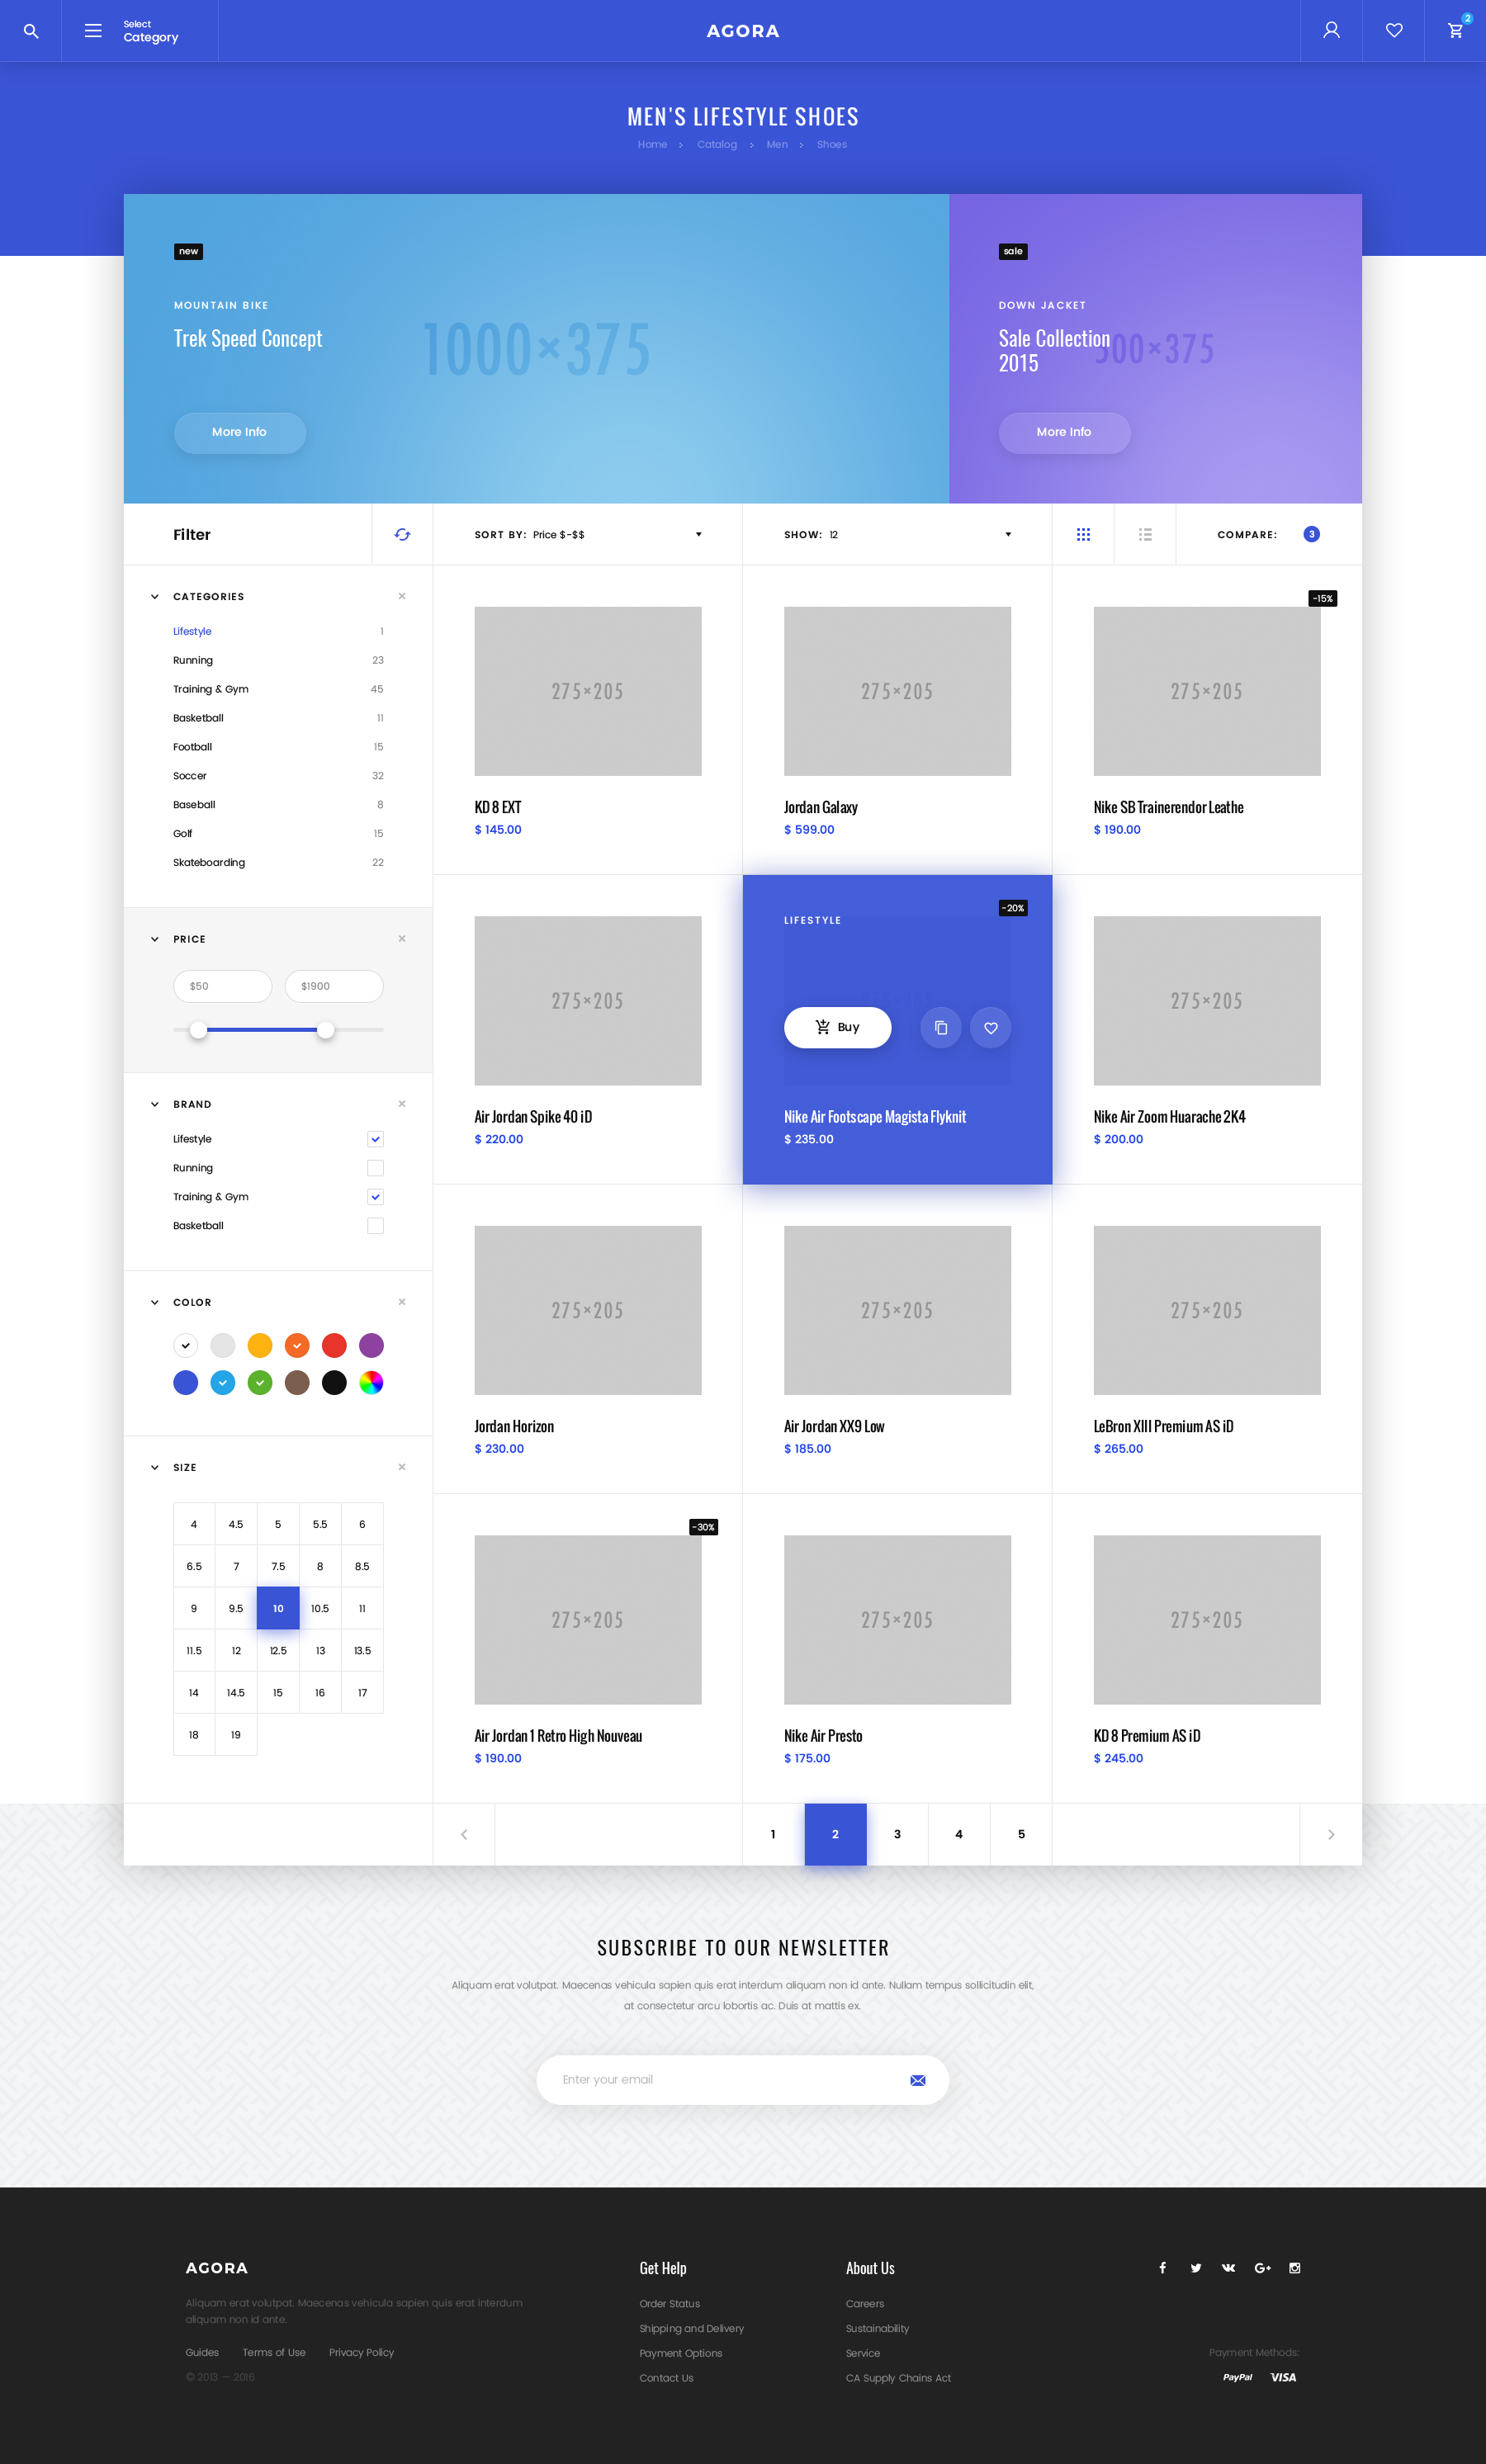 Select
Category
AGORA
2
MEN'S LIFESTYLE SHOES
Home
Catalog
Men
Shoes
new
MOUNTAIN BIKE
Trek Speed Concept
1000×375
More Info
sale
DOWN JACKET
Sale Collection
2015
500×375
More Info
Filter
SORT BY: Price $-$$
SHOW: 12
COMPARE: 3
CATEGORIES
Lifestyle 1
Running 23
Training & Gym 45
Basketball 11
Football 15
Soccer 32
Baseball 8
Golf 15
Skateboarding 22
PRICE
$50 $1900
BRAND
Lifestyle
Running
Training & Gym
Basketball
COLOR
SIZE
4 4.5 5 5.5 6
6.5 7 7.5 8 8.5
9 9.5 10 10.5 11
11.5 12 12.5 13 13.5
14 14.5 15 16 17
18 19
275×205
KD 8 EXT
$ 145.00
275×205
Jordan Galaxy
$ 599.00
-15%
275×205
Nike SB Trainerendor Leathe
$ 190.00
275×205
Air Jordan Spike 40 iD
$ 220.00
-20%
LIFESTYLE
Buy
Nike Air Footscape Magista Flyknit
$ 235.00
275×205
Nike Air Zoom Huarache 2K4
$ 200.00
275×205
Jordan Horizon
$ 230.00
275×205
Air Jordan XX9 Low
$ 185.00
275×205
LeBron XIII Premium AS iD
$ 265.00
-30%
275×205
Air Jordan 1 Retro High Nouveau
$ 190.00
275×205
Nike Air Presto
$ 175.00
275×205
KD 8 Premium AS iD
$ 245.00
1 2 3 4 5
SUBSCRIBE TO OUR NEWSLETTER
Aliquam erat volutpat. Maecenas vehicula sapien quis erat interdum aliquam non id ante. Nullam tempus sollicitudin elit,
at consectetur arcu lobortis ac. Duis at mattis ex.
Enter your email
AGORA
Aliquam erat volutpat. Maecenas vehicula sapien quis erat interdum
aliquam non id ante.
Guides
Terms of Use
Privacy Policy
© 2013 — 2016
Get Help
Order Status
Shipping and Delivery
Payment Options
Contact Us
About Us
Careers
Sustainability
Service
CA Supply Chains Act
Payment Methods:
PayPal VISA